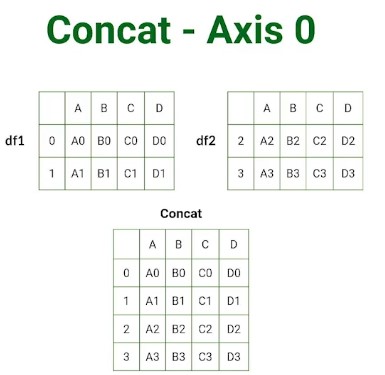 Concat - Axis 0
A B C D
df1 0 A0 B0 C0 D0
1 A1 B1 C1 D1
A B C D
df2 2 A2 B2 C2 D2
3 A3 B3 C3 D3
Concat
A B C D
0 A0 B0 C0 D0
1 A1 B1 C1 D1
2 A2 B2 C2 D2
3 A3 B3 C3 D3